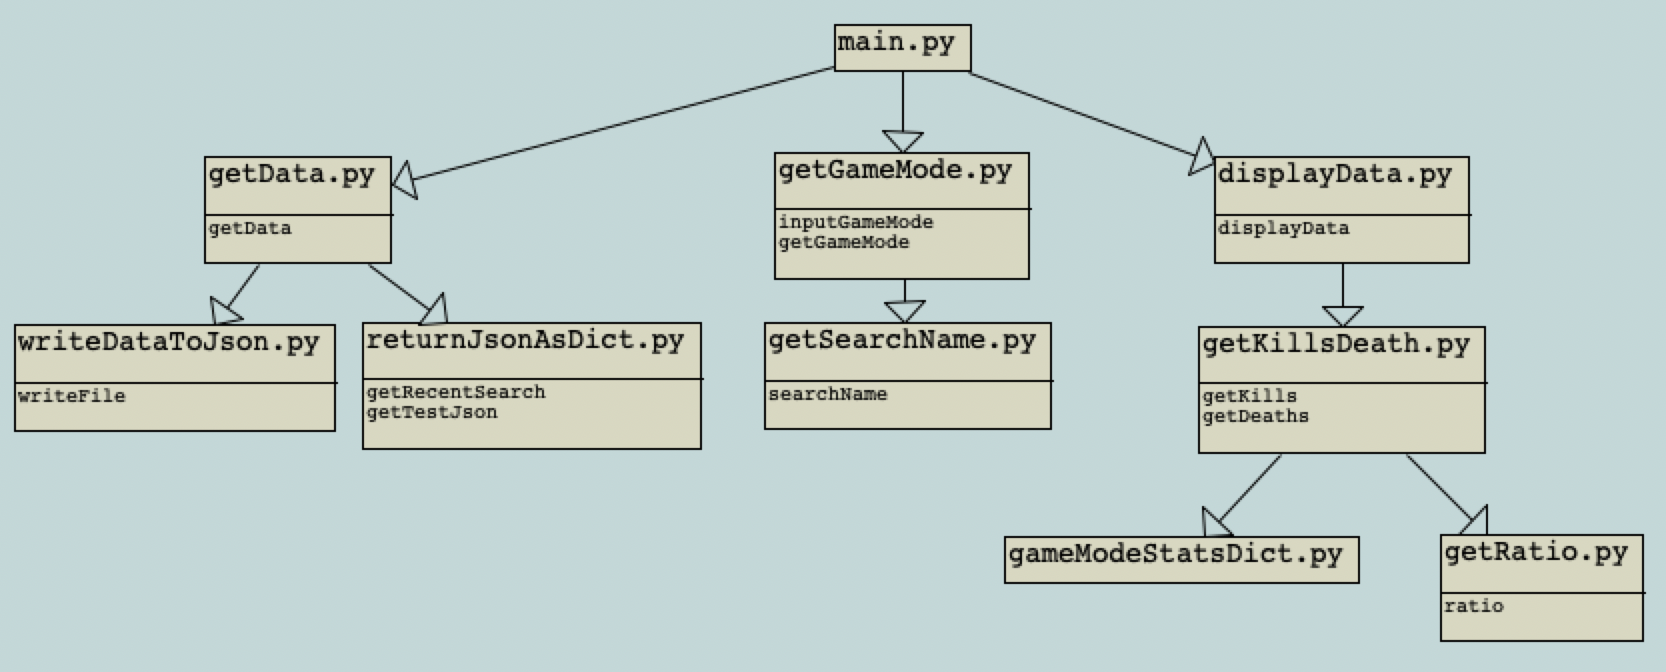 main.py
getData.py
getData
getGameMode.py
inputGameMode
getGameMode
displayData.py
displayData
writeDataToJson.py
writeFile
returnJsonAsDict.py
getRecentSearch
getTestJson
getSearchName.py
searchName
getKillsDeath.py
getKills
getDeaths
gameModeStatsDict.py
getRatio.py
ratio